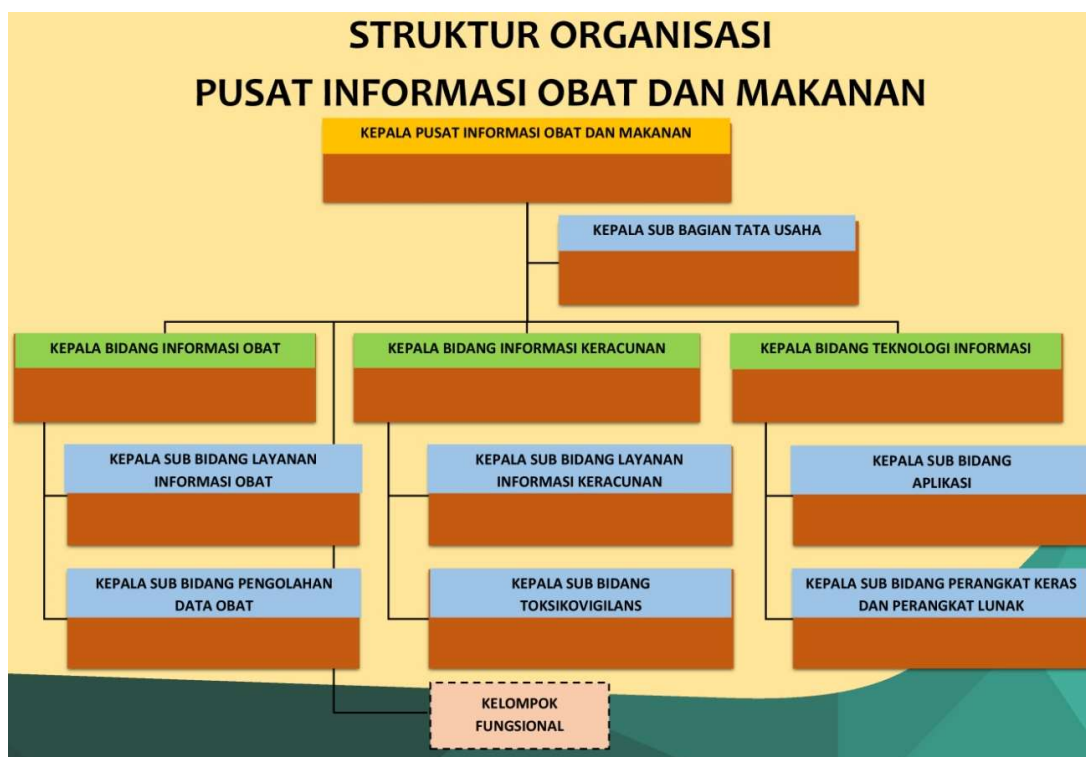 STRUKTUR ORGANISASI
PUSAT INFORMASI OBAT DAN MAKANAN
KEPALA PUSAT INFORMASI OBAT DAN MAKANAN
KEPALA SUB BAGIAN TATA USAHA
KEPALA BIDANG INFORMASI OBAT
KEPALA BIDANG INFORMASI KERACUNAN
KEPALA BIDANG TEKNOLOGI INFORMASI
KEPALA SUB BIDANG LAYANAN
INFORMASI OBAT
KEPALA SUB BIDANG LAYANAN
INFORMASI KERACUNAN
KEPALA SUB BIDANG
APLIKASI
KEPALA SUB BIDANG PENGOLAHAN
DATA OBAT
KEPALA SUB BIDANG
TOKSIKOVIGILANS
KEPALA SUB BIDANG PERANGKAT KERAS
DAN PERANGKAT LUNAK
KELOMPOK
FUNGSIONAL